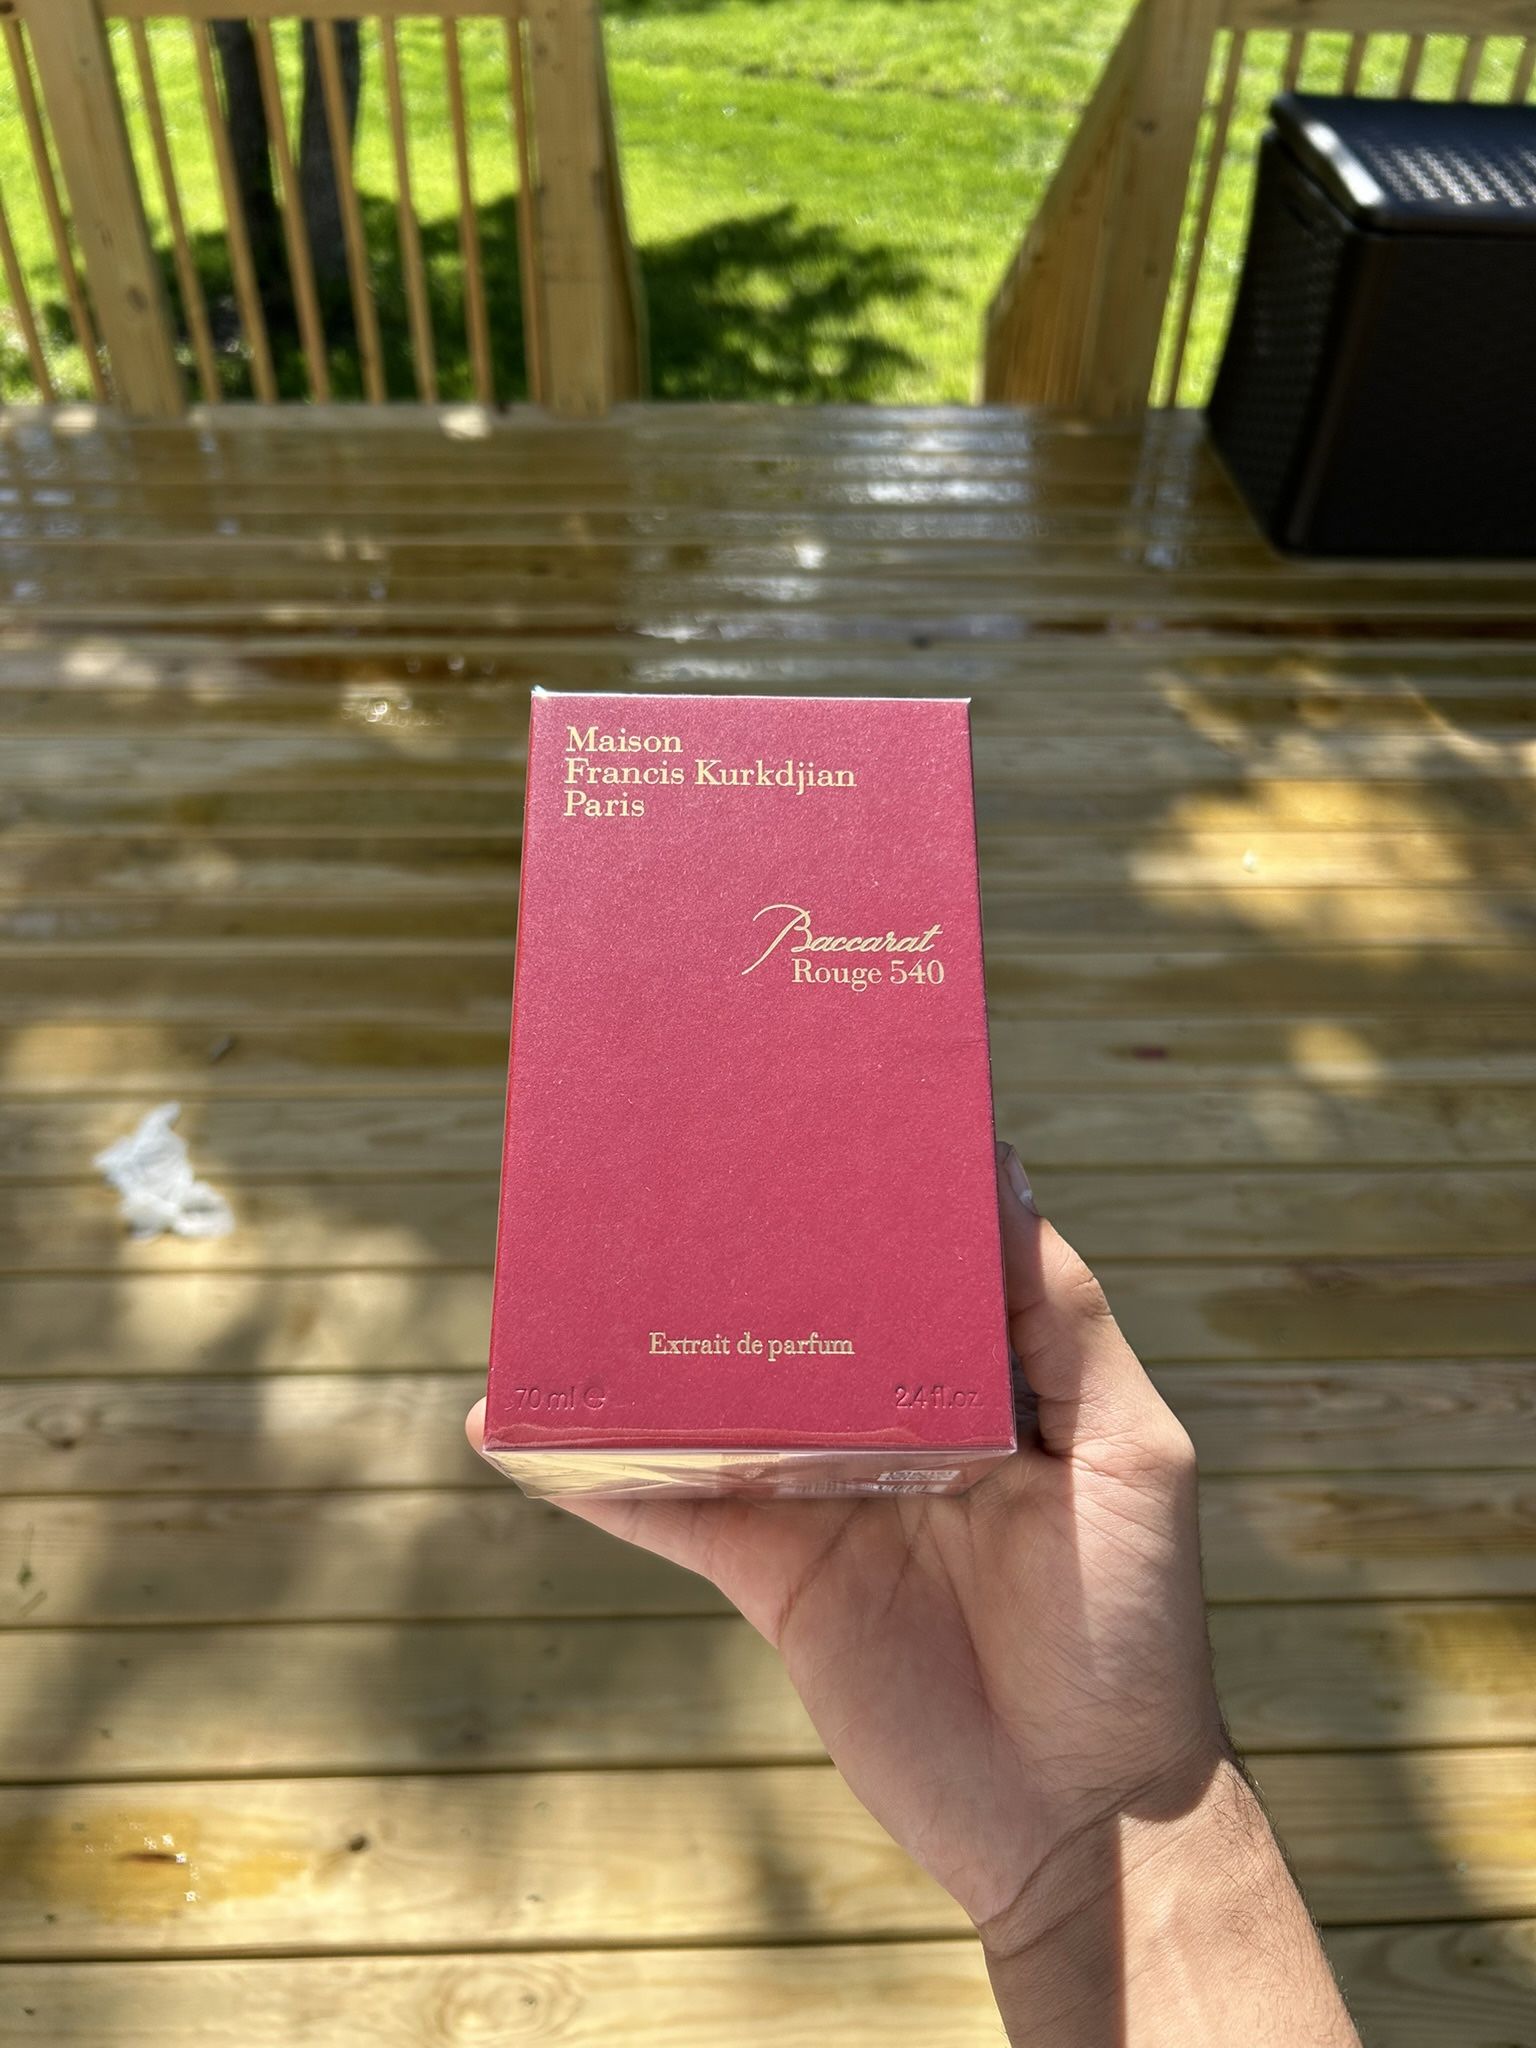 Maison
Francis Kurkdjian
Paris
Baccarat
Rouge 540
Extrait de parfum
70 ml ℮ 2.4 fl.oz.